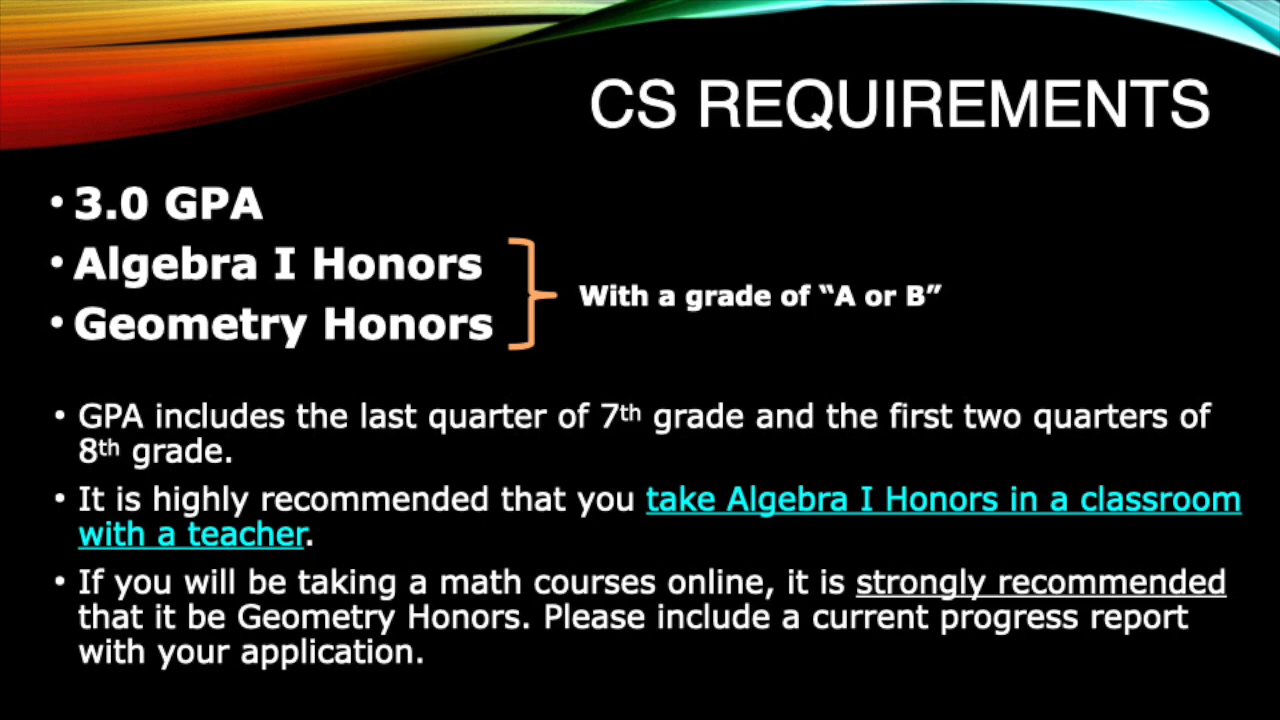 CS REQUIREMENTS
• 3.0 GPA
• Algebra I Honors
• Geometry Honors
With a grade of “A or B”
• GPA includes the last quarter of 7th grade and the first two quarters of
8th grade.
• It is highly recommended that you take Algebra I Honors in a classroom
with a teacher.
• If you will be taking a math courses online, it is strongly recommended
that it be Geometry Honors. Please include a current progress report
with your application.